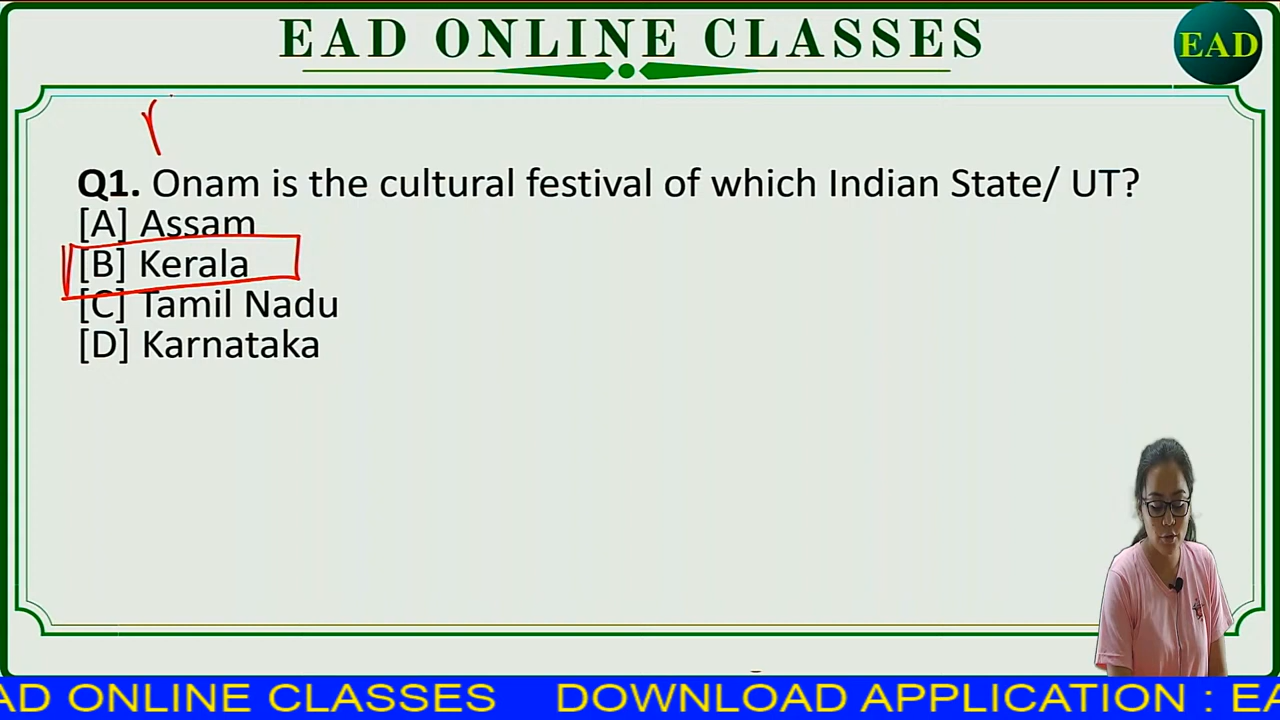 EAD ONLINE CLASSES
EAD
Q1. Onam is the cultural festival of which Indian State/ UT?
[A] Assam
[B] Kerala
[C] Tamil Nadu
[D] Karnataka
AD ONLINE CLASSES DOWNLOAD APPLICATION : EA